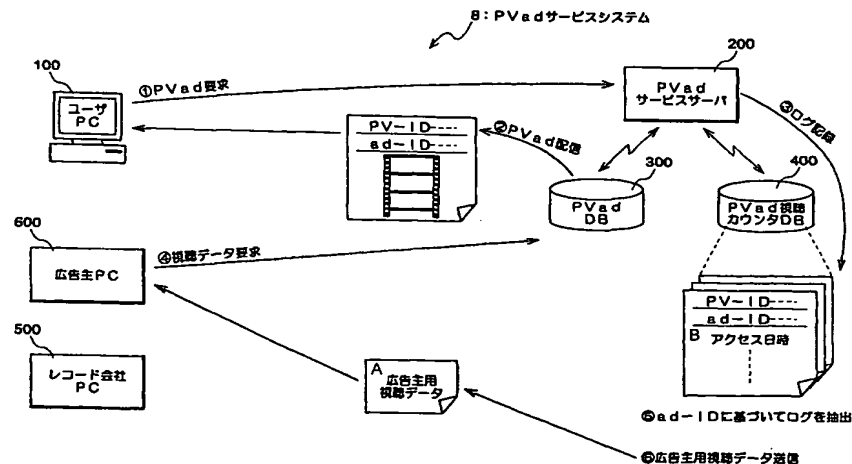 8:PVadサービスシステム
100
ユーザ
PC
①PVad要求
200
PVad
サービスサーバ
③ログ記録
PV-ID----
ad-ID----
②PVad配信
300
PVad
DB
400
PVad視聴
カウンタDB
600
広告主PC
④視聴データ要求
500
レコード会社
PC
A
広告主用
視聴データ
PV-ID----
ad-ID----
B
アクセス日時
⑤ad-IDに基づいてログを抽出
⑥広告主用視聴データ送信